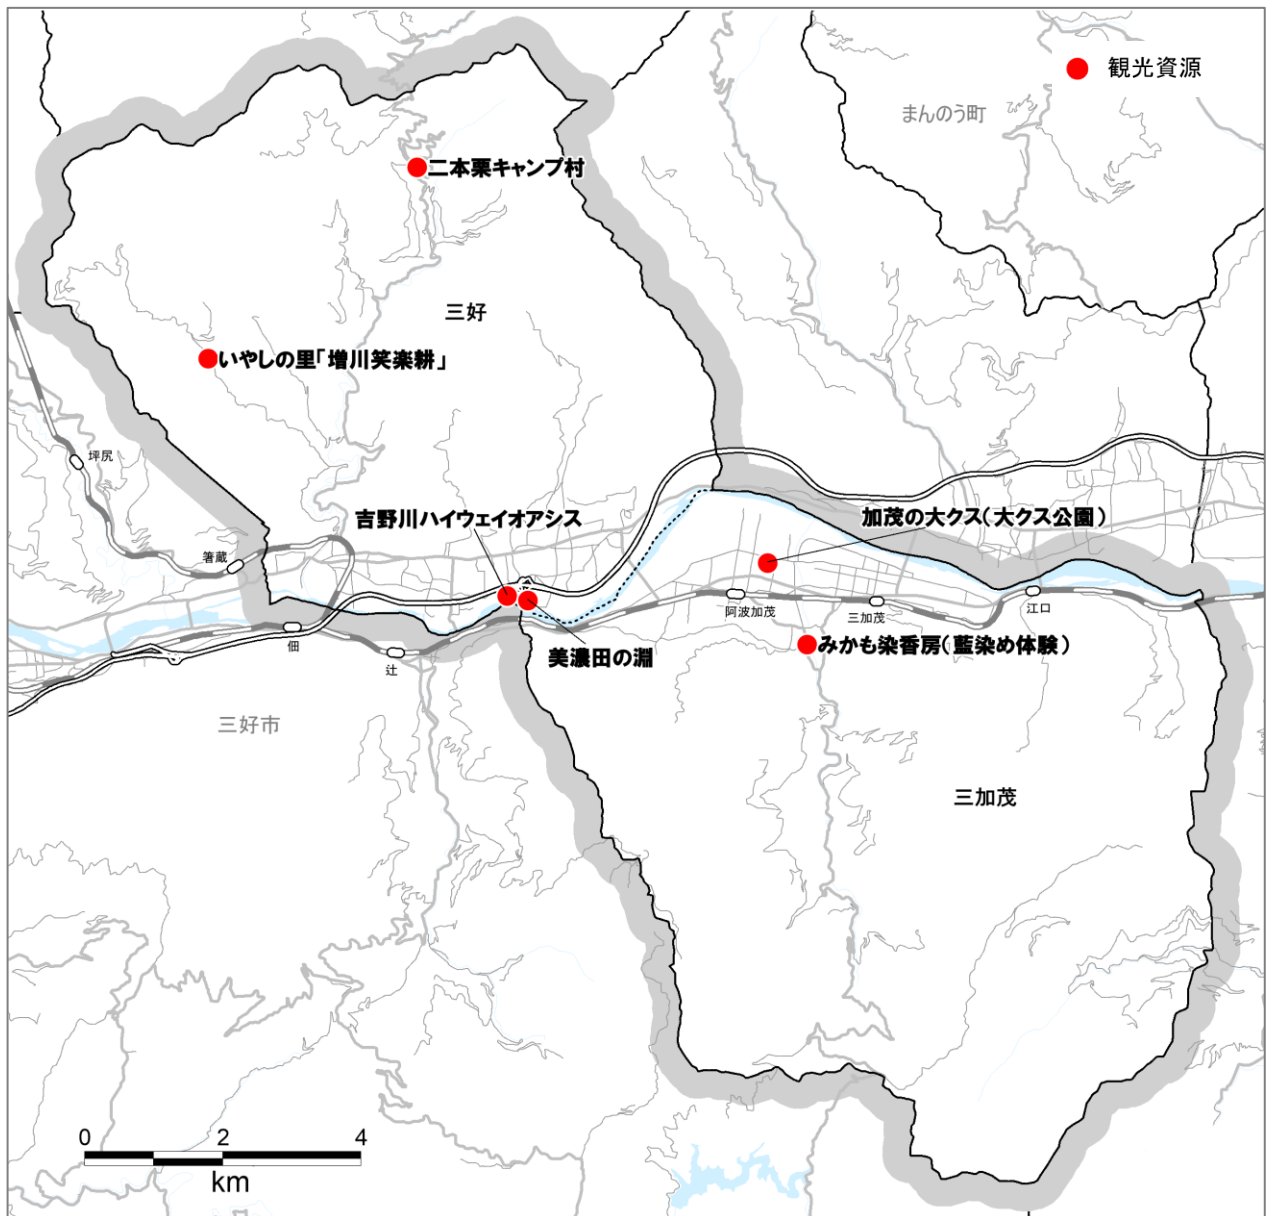 観光資源
まんのう町
二本栗キャンプ村
三好
いやしの里「増川笑楽耕」
坪尻
吉野川ハイウェイオアシス
加茂の大クス(大クス公園)
箸蔵
阿波加茂
三加茂
江口
佃
辻
美濃田の淵
みかも染香房(藍染め体験)
三好市
三加茂
0 2 4
km